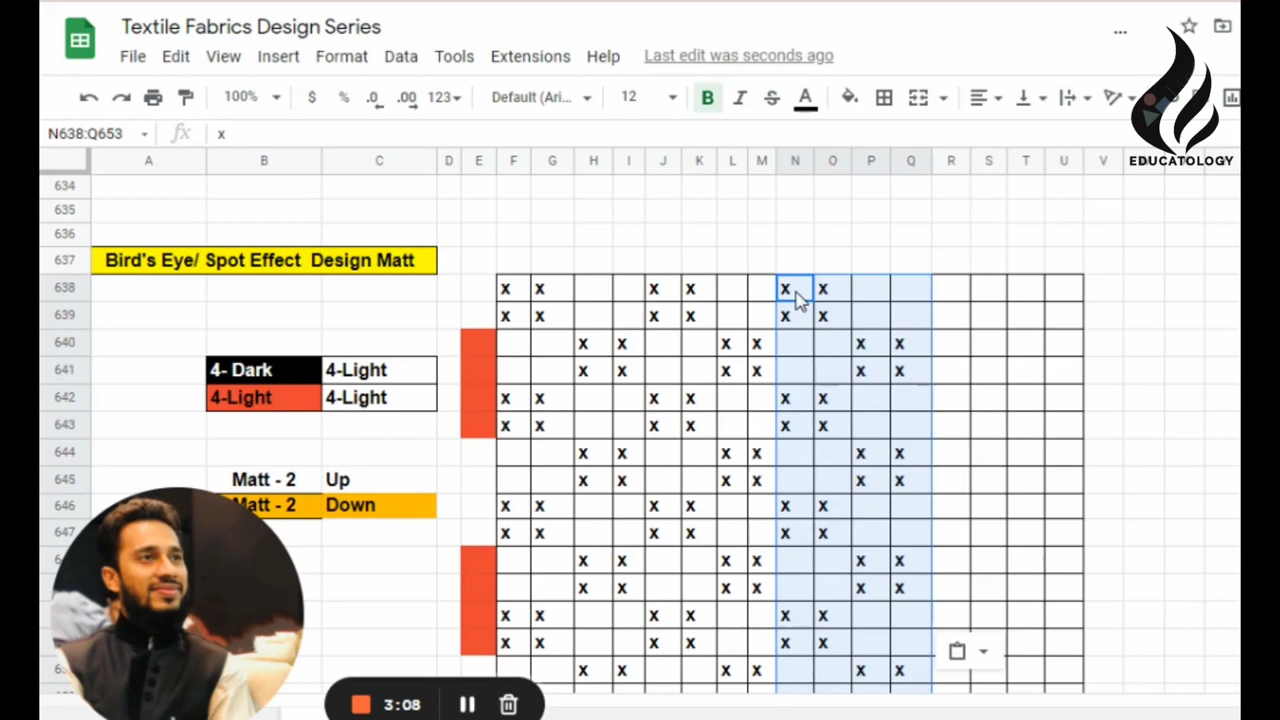 Textile Fabrics Design Series
File Edit View Insert Format Data Tools Extensions Help Last edit was seconds ago
100% $ % .0 .00 123 Default (Ari... 12 B I S A
EDUCATOLOGY
N638:Q653 fx x
A B C D E F G H I J K L M N O P Q R S T U V
634
635
636
637 Bird's Eye/ Spot Effect Design Matt
638 x x x x x x
639 x x x x x x
640 x x x x x x
641 4- Dark 4-Light x x x x x x
642 4-Light 4-Light x x x x x x
643 x x x x x x
644 x x x x x x
645 Matt - 2 Up x x x x x x
646 Matt - 2 Down x x x x x x
647 x x x x x x
x x x x x x
x x x x x x
x x x x x x
x x x x x x
x x x x x x
3:08